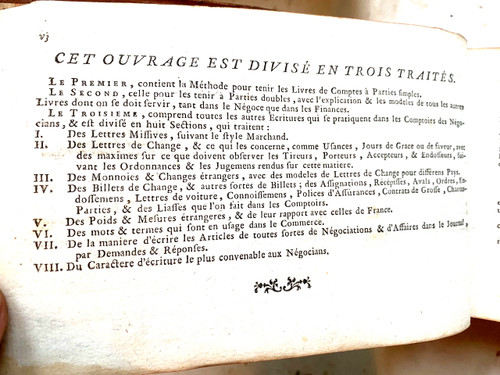 vj
CET OUVRAGE EST DIVISÉ EN TROIS TRAITÉS.
LE PREMIER, contient la Méthode pour tenir les Livres de Comptes à Parties simples.
LE SECOND, celle pour les tenir à Parties doubles, avec l'explication & les modeles de tous les autres
Livres dont on se doit servir, tant dans le Négoce que dans les Finances.
LE TROISIEME, comprend toutes les autres Ecritures qui se pratiquent dans les Comptoirs des Négo-
cians, & est divisé en huit Sections, qui traitent :
I. Des Lettres Missives, suivant le style Marchand.
II. Des Lettres de Change, & ce qui les concerne, comme Usances, Jours de Grace ou de faveur, avec
des maximes sur ce que doivent observer les Tireurs, Porteurs, Accepteurs, & Endosseurs, sui-
vant les Ordonnances & les Jugemens rendus sur cette matiére.
III. Des Monnoies & Changes étrangers, avec des modeles de Lettres de Change pour différens Pays.
IV. Des Billets de Change, & autres sortes de Billets ; des Assignations, Récépissés, Avals, Ordres, En-
dossemens, Lettres de voiture, Connoissemens, Polices d'Assurances, Contrats de Grosse, Chartes-
Parties, & des Liasses que l'on fait dans les Comptoirs.
V. Des Poids & Mesures étrangeres, & de leur rapport avec celles de France.
VI. Des mots & termes qui sont en usage dans le Commerce.
VII. De la maniere d'écrire les Articles de toutes sortes de Négociations & d'Affaires dans le Journal,
par Demandes & Réponses.
VIII. Du Caractere d'écriture le plus convenable aux Négocians.